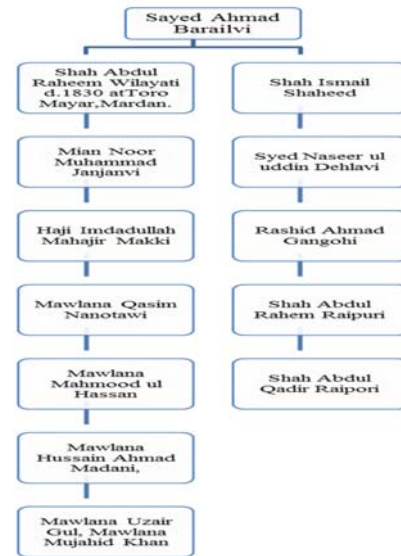 Sayed Ahmad
Barailvi
Shah Abdul
Raheem Wilayati
d.1830 atToro
Mayar,Mardan.
Mian Noor
Muhammad
Janjanvi
Haji Imdadullah
Mahajir Makki
Mawlana Qasim
Nanotawi
Mawlana
Mahmood ul
Hassan
Mawlana
Hussain Ahmad
Madani,
Mawlana Uzair
Gul, Mawlana
Mujahid Khan
Shah Ismail
Shaheed
Syed Naseer ul
uddin Dehlavi
Rashid Ahmad
Gangohi
Shah Abdul
Rahem Raipuri
Shah Abdul
Qadir Raipori